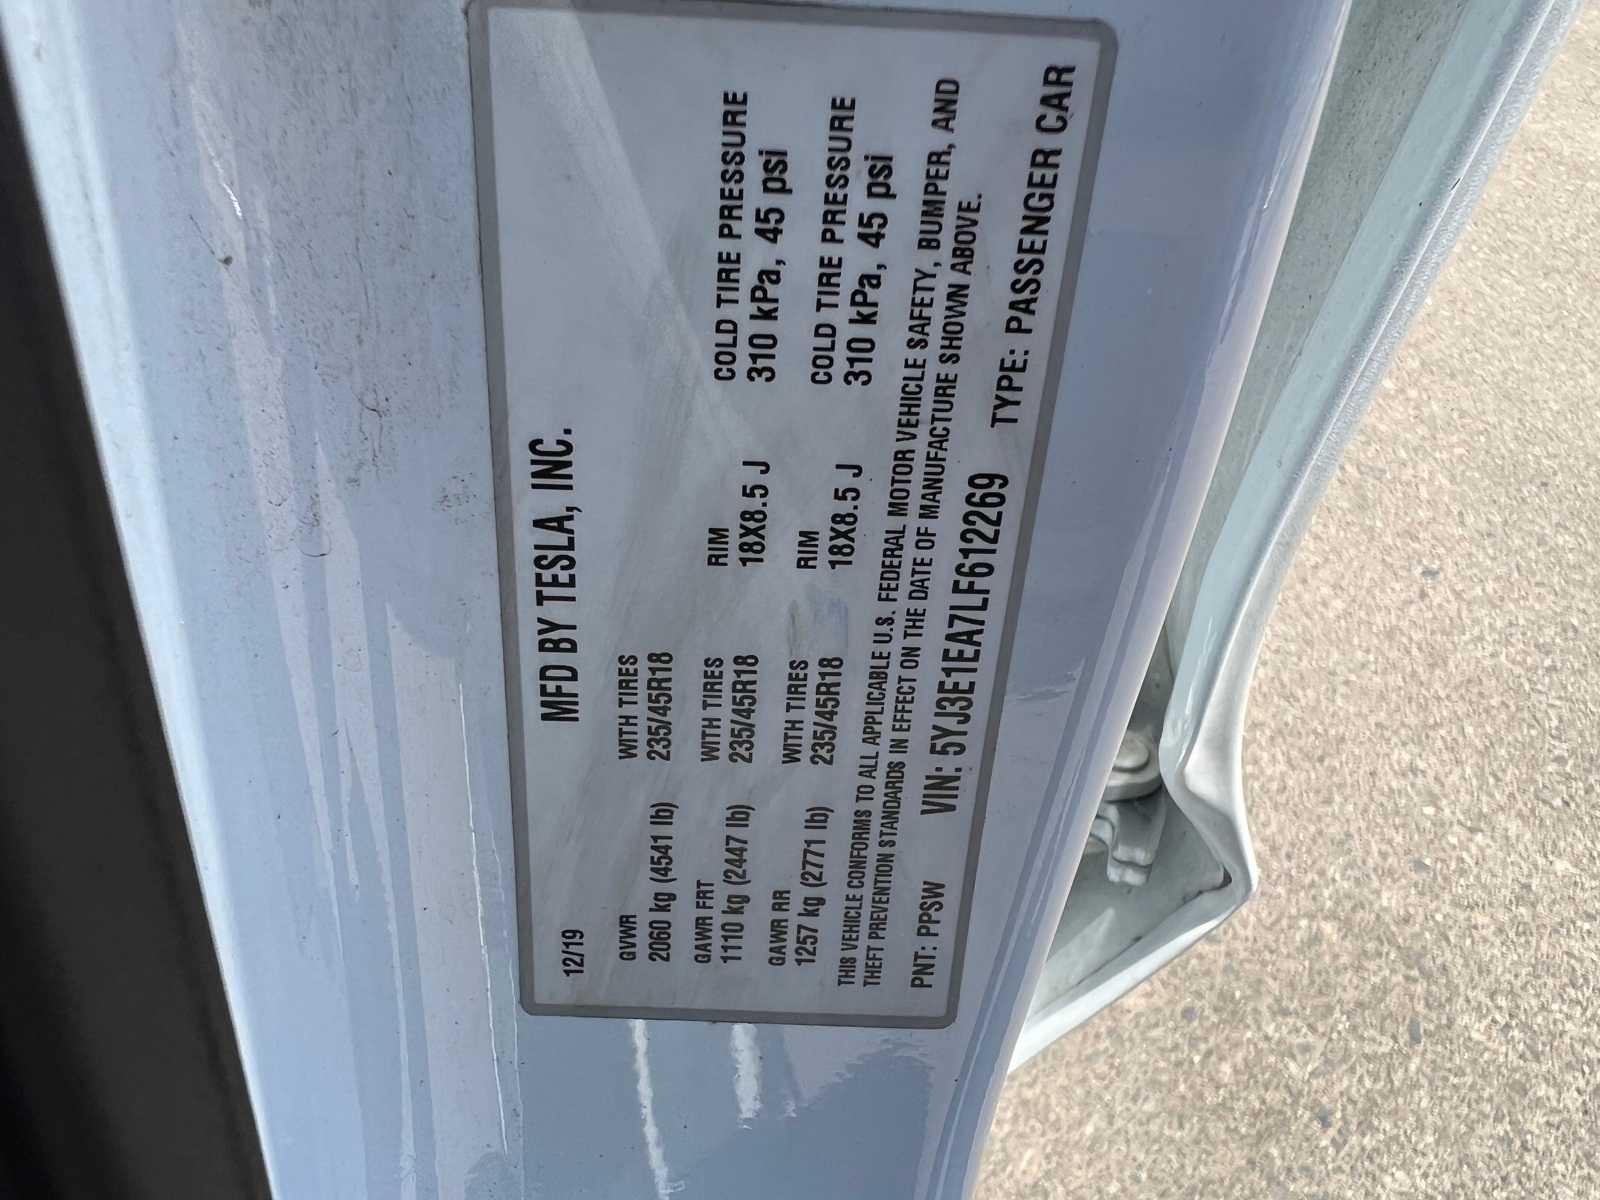 MFD BY TESLA, INC.
12/19
GVWR WITH TIRES
2060 kg (4541 lb) 235/45R18
GAWR FRT WITH TIRES RIM COLD TIRE PRESSURE
1110 kg (2447 lb) 235/45R18 18X8.5 J 310 kPa, 45 psi
GAWR RR WITH TIRES RIM COLD TIRE PRESSURE
1257 kg (2771 lb) 235/45R18 18X8.5 J 310 kPa, 45 psi
THIS VEHICLE CONFORMS TO ALL APPLICABLE U.S. FEDERAL MOTOR VEHICLE SAFETY, BUMPER, AND
THEFT PREVENTION STANDARDS IN EFFECT ON THE DATE OF MANUFACTURE SHOWN ABOVE.
PNT: PPSW VIN: 5YJ3E1EA7LF612269 TYPE: PASSENGER CAR